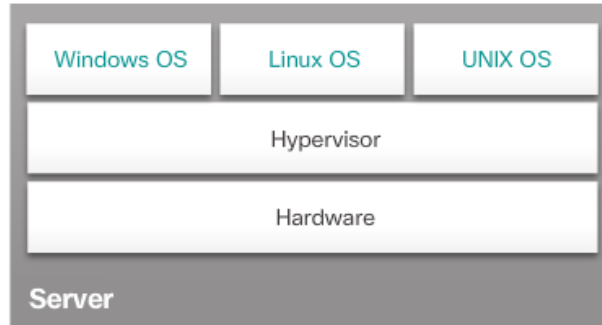 Windows OS Linux OS UNIX OS
Hypervisor
Hardware
Server